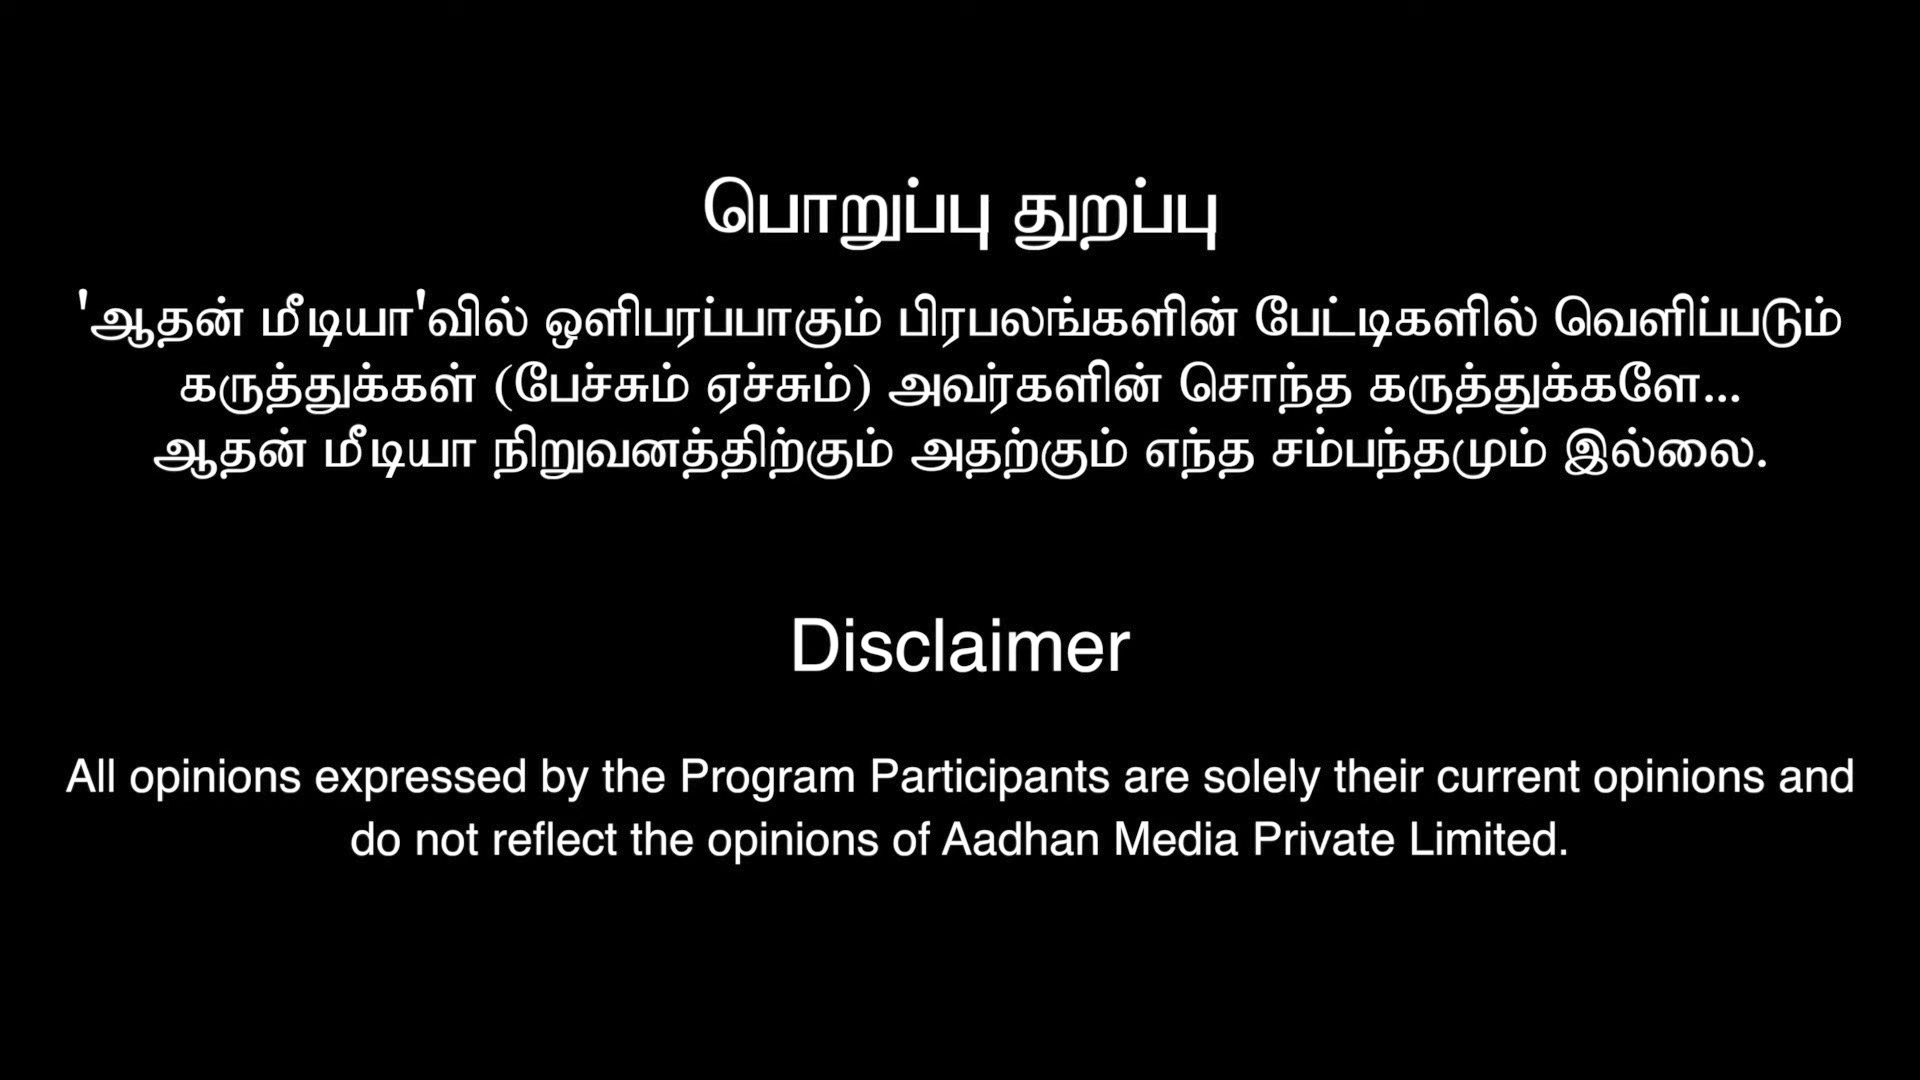 பொறுப்பு துறப்பு
'ஆதன் மீடியா'வில் ஒளிபரப்பாகும் பிரபலங்களின் பேட்டிகளில் வெளிப்படும்
கருத்துக்கள் (பேச்சும் ஏச்சும்) அவர்களின் சொந்த கருத்துக்களே...
ஆதன் மீடியா நிறுவனத்திற்கும் அதற்கும் எந்த சம்பந்தமும் இல்லை.
Disclaimer
All opinions expressed by the Program Participants are solely their current opinions and
do not reflect the opinions of Aadhan Media Private Limited.